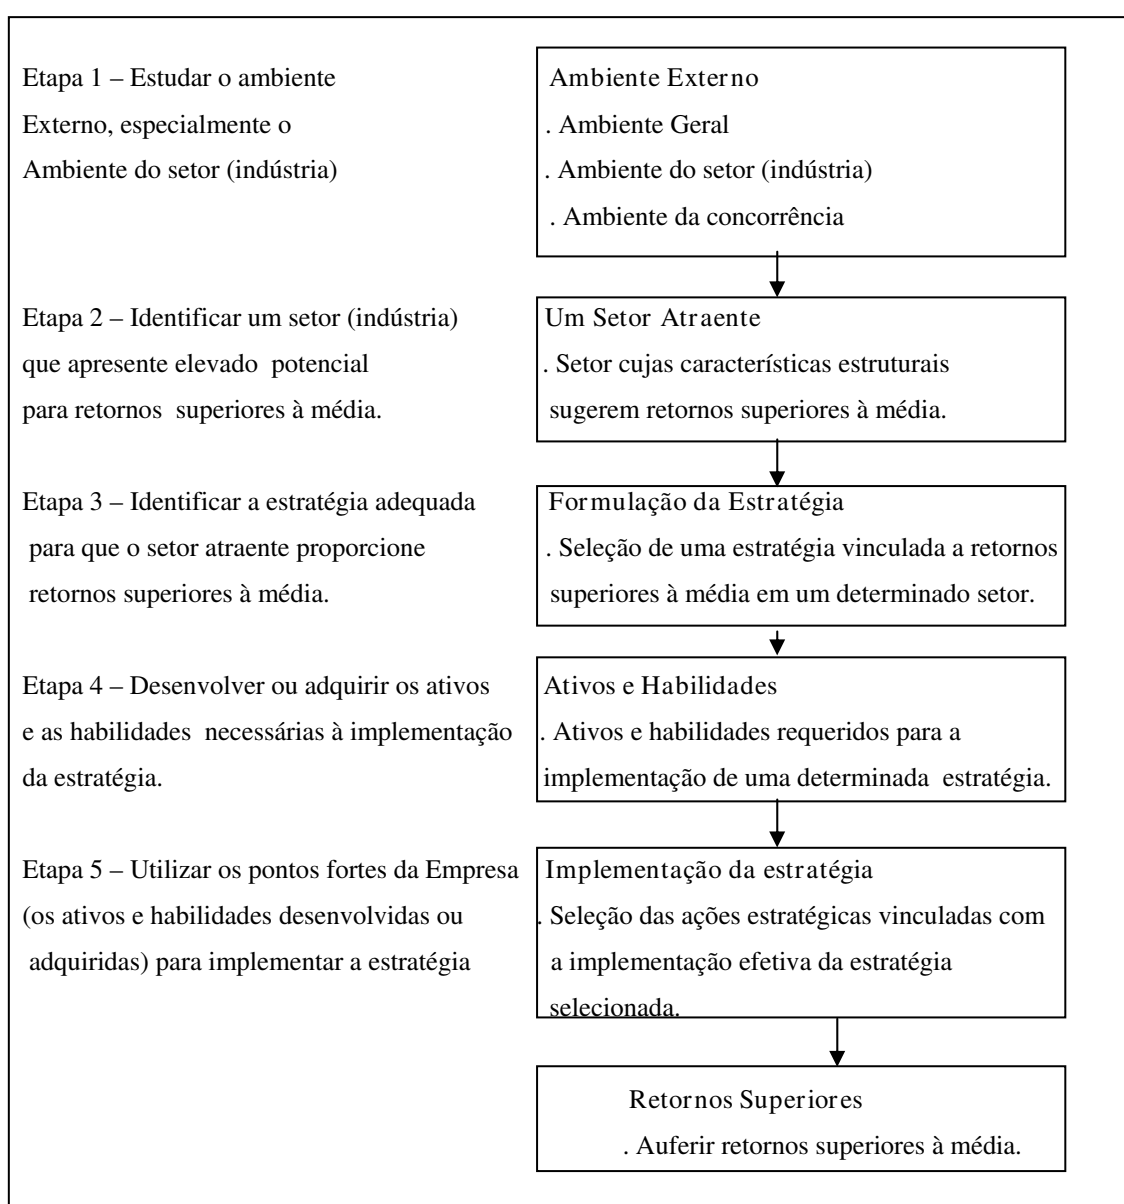 Etapa 1 – Estudar o ambiente
Externo, especialmente o
Ambiente do setor (indústria)
Ambiente Externo
. Ambiente Geral
. Ambiente do setor (indústria)
. Ambiente da concorrência
Etapa 2 – Identificar um setor (indústria)
que apresente elevado potencial
para retornos superiores à média.
Um Setor Atraente
. Setor cujas características estruturais
sugerem retornos superiores à média.
Etapa 3 – Identificar a estratégia adequada
para que o setor atraente proporcione
retornos superiores à média.
Formulação da Estratégia
. Seleção de uma estratégia vinculada a retornos
superiores à média em um determinado setor.
Etapa 4 – Desenvolver ou adquirir os ativos
e as habilidades necessárias à implementação
da estratégia.
Ativos e Habilidades
. Ativos e habilidades requeridos para a
implementação de uma determinada estratégia.
Etapa 5 – Utilizar os pontos fortes da Empresa
(os ativos e habilidades desenvolvidas ou
adquiridas) para implementar a estratégia
Implementação da estratégia
. Seleção das ações estratégicas vinculadas com
a implementação efetiva da estratégia
selecionada.
Retornos Superiores
. Auferir retornos superiores à média.